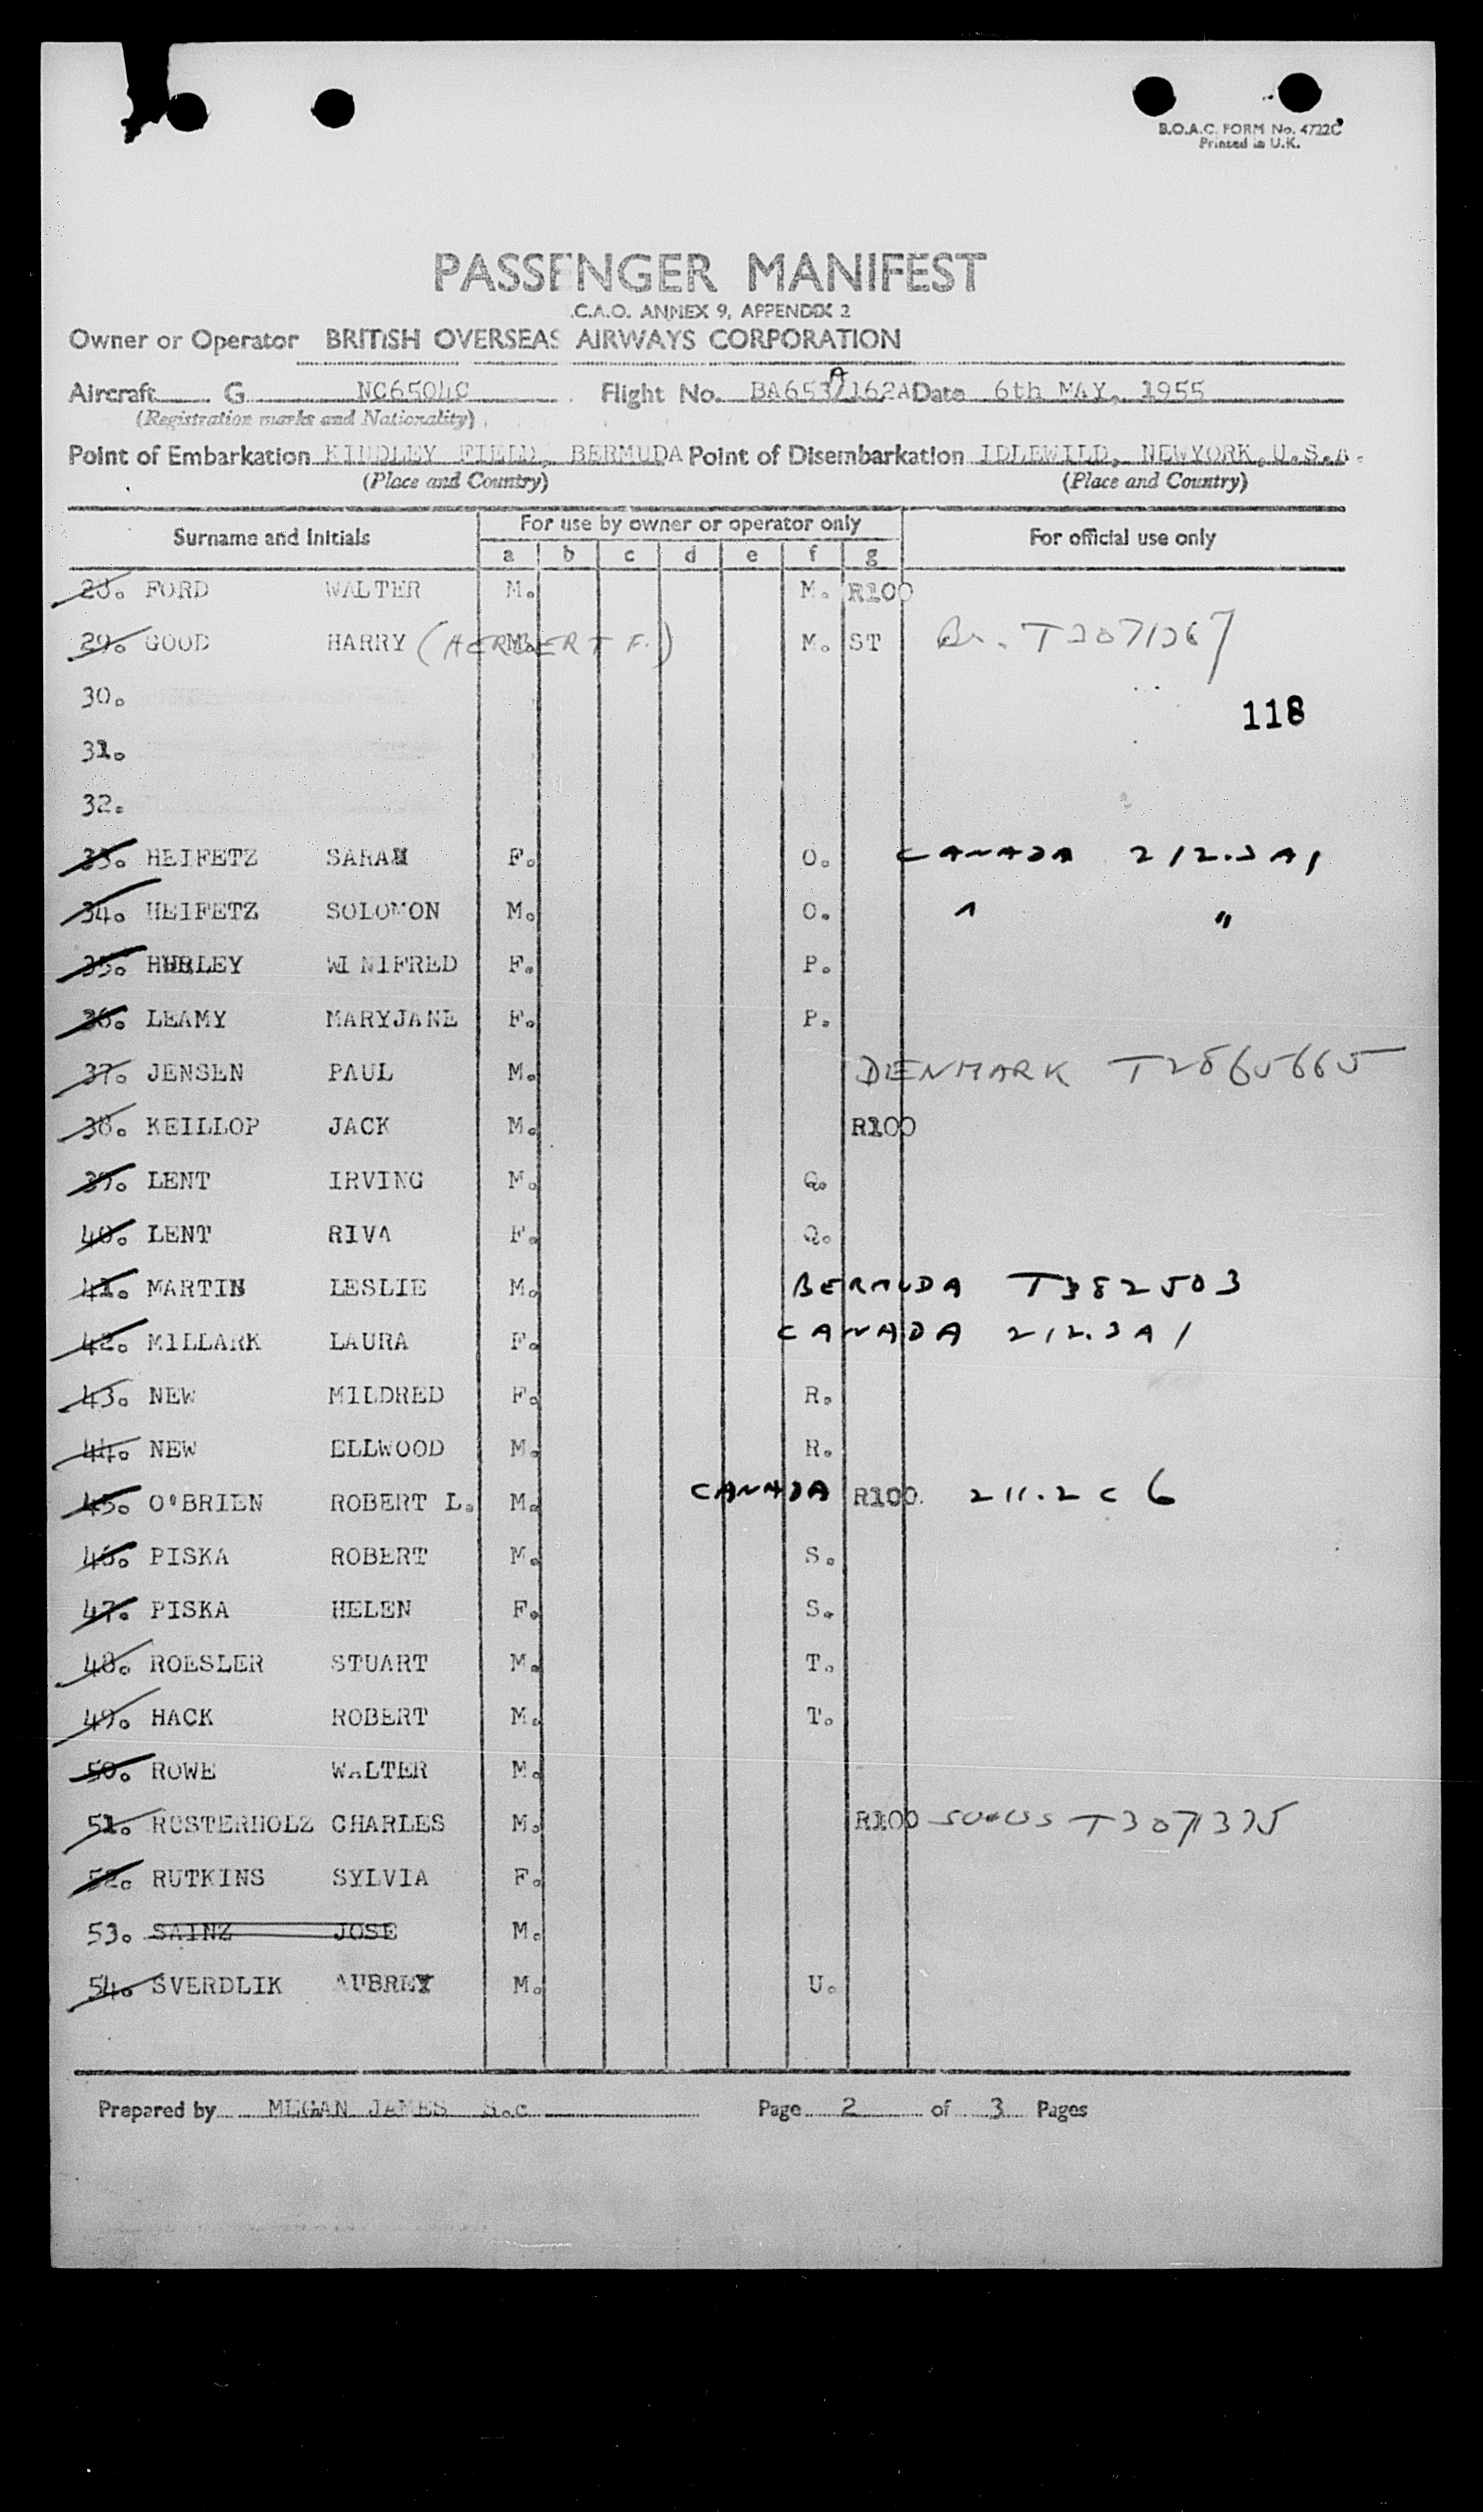 B.O.A.C. FORM No. 4722C
Printed in U.K.
PASSENGER MANIFEST
.C.A.O. ANNEX 9, APPENDIX 2
Owner or Operator BRITISH OVERSEAS AIRWAYS CORPORATION
Aircraft G NC6504C Flight No. BA653A/162A Date 6th MAY, 1955
(Registration marks and Nationality)
Point of Embarkation KINDLEY FIELD, BERMUDA Point of Disembarkation IDLEWILD, NEWYORK, U.S.A.
(Place and Country) (Place and Country)
Surname and Initials For use by owner or operator only For official use only
a b c d e f g
28. FORD WALTER M. M. R100
29. GOOD HARRY (HERBERT F.) M. M. ST Br.
30.
118
31.
32.
33. HEIFETZ SARAH F. O. CANADA 212.3A1
34. HEIFETZ SOLOMON M. O. " "
35. HURLEY WINIFRED F. P.
36. LEAMY MARYJANE F. P.
37. JENSEN PAUL M. DENMARK T2865665
38. KEILLOP JACK M. R100
39. LENT IRVING M. Q.
40. LENT RIVA F. Q.
41. MARTIN LESLIE M. BERMUDA T382503
42. MILLARK LAURA F. CANADA 212.3A1
43. NEW MILDRED F. R.
44. NEW ELLWOOD M. R.
45. O'BRIEN ROBERT L. M. CANADA R100. 211.2C6
46. PISKA ROBERT M. S.
47. PISKA HELEN F. S.
48. ROESLER STUART M. T.
49. HACK ROBERT M. T.
50. ROWE WALTER M.
51. RUSTERHOLZ CHARLES M. R100
52. RUTKINS SYLVIA F.
53. SAINZ JOSE M.
54. SVERDLIK AUBREY M. U.
Prepared by MEGAN JAMES S.c Page 2 of 3 Pages